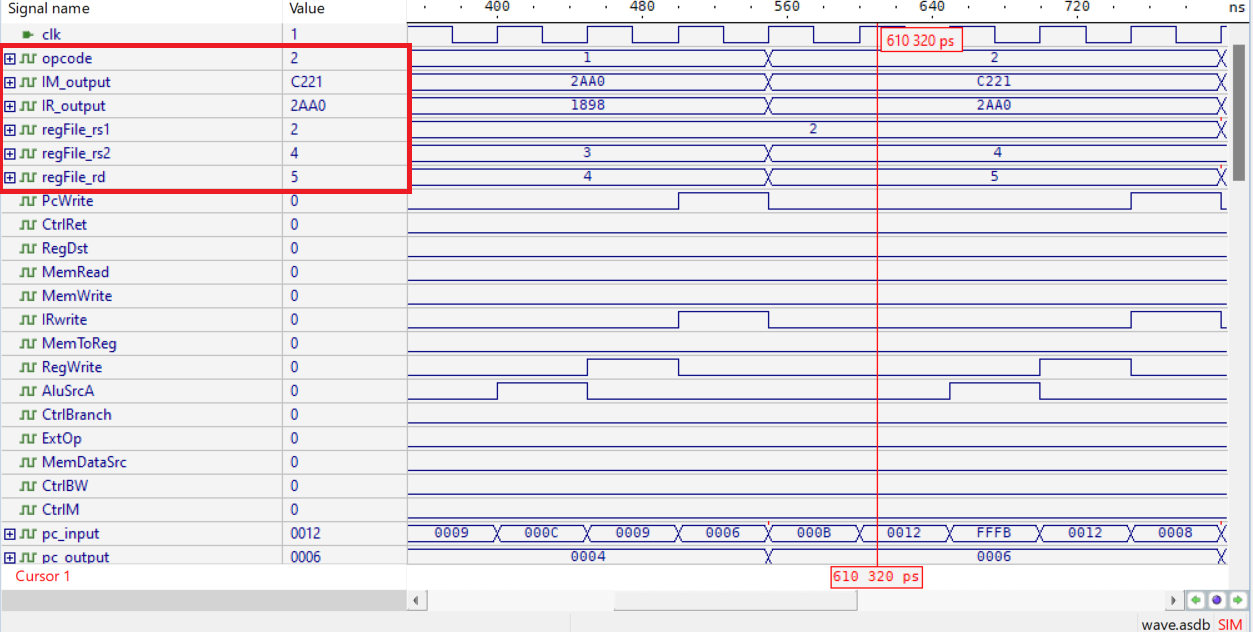 Signal name Value 400 480 560 640 720 ns
clk 1 610 320 ps
opcode 2 1 2
IM_output C221 2AA0 C221
IR_output 2AA0 1898 2AA0
regFile_rs1 2 2
regFile_rs2 4 3 4
regFile_rd 5 4 5
PcWrite 0
CtrlRet 0
RegDst 0
MemRead 0
MemWrite 0
IRwrite 0
MemToReg 0
RegWrite 0
AluSrcA 0
CtrlBranch 0
ExtOp 0
MemDataSrc 0
CtrlBW 0
CtrlM 0
pc_input 0012 0009 000C 0009 0006 000B 0012 FFFB 0012 0008
pc_output 0006 0004 0006
Cursor 1 610 320 ps
wave.asdb SIM